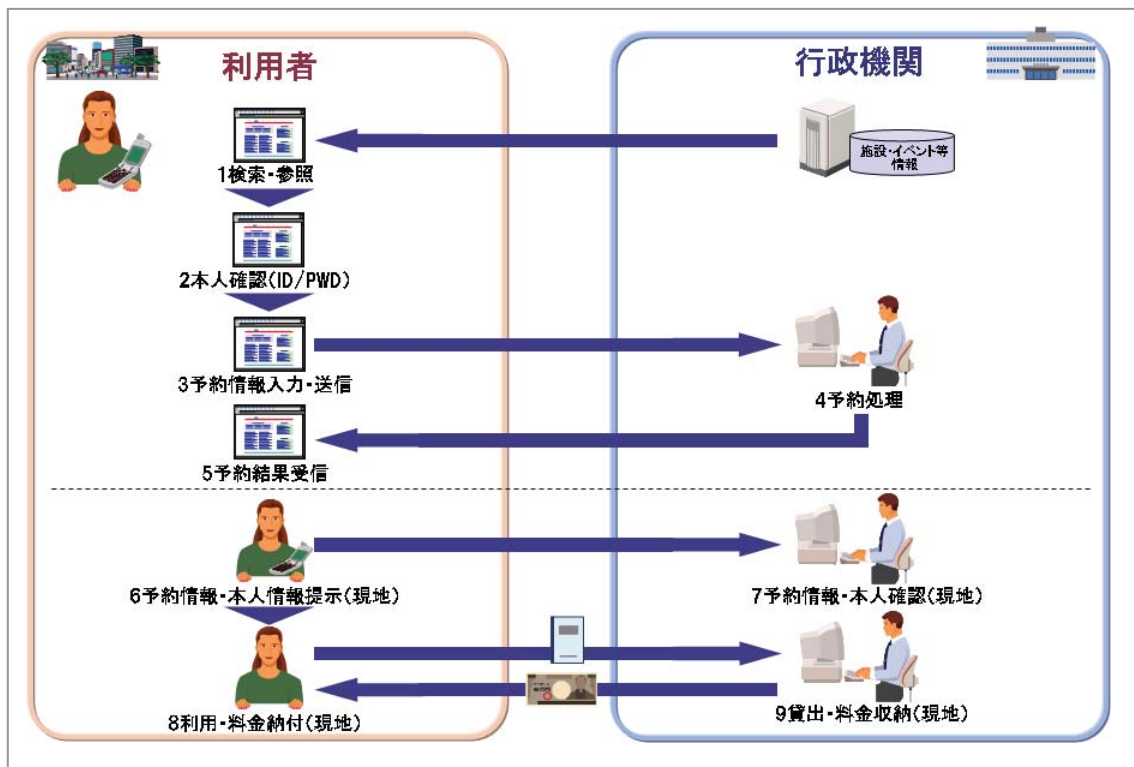 利用者
行政機関
施設・イベント等
情報
1検索・参照
2本人確認(ID/PWD)
3予約情報入力・送信
4予約処理
5予約結果受信
6予約情報・本人情報提示(現地)
7予約情報・本人確認(現地)
8利用・料金納付(現地)
9貸出・料金収納(現地)